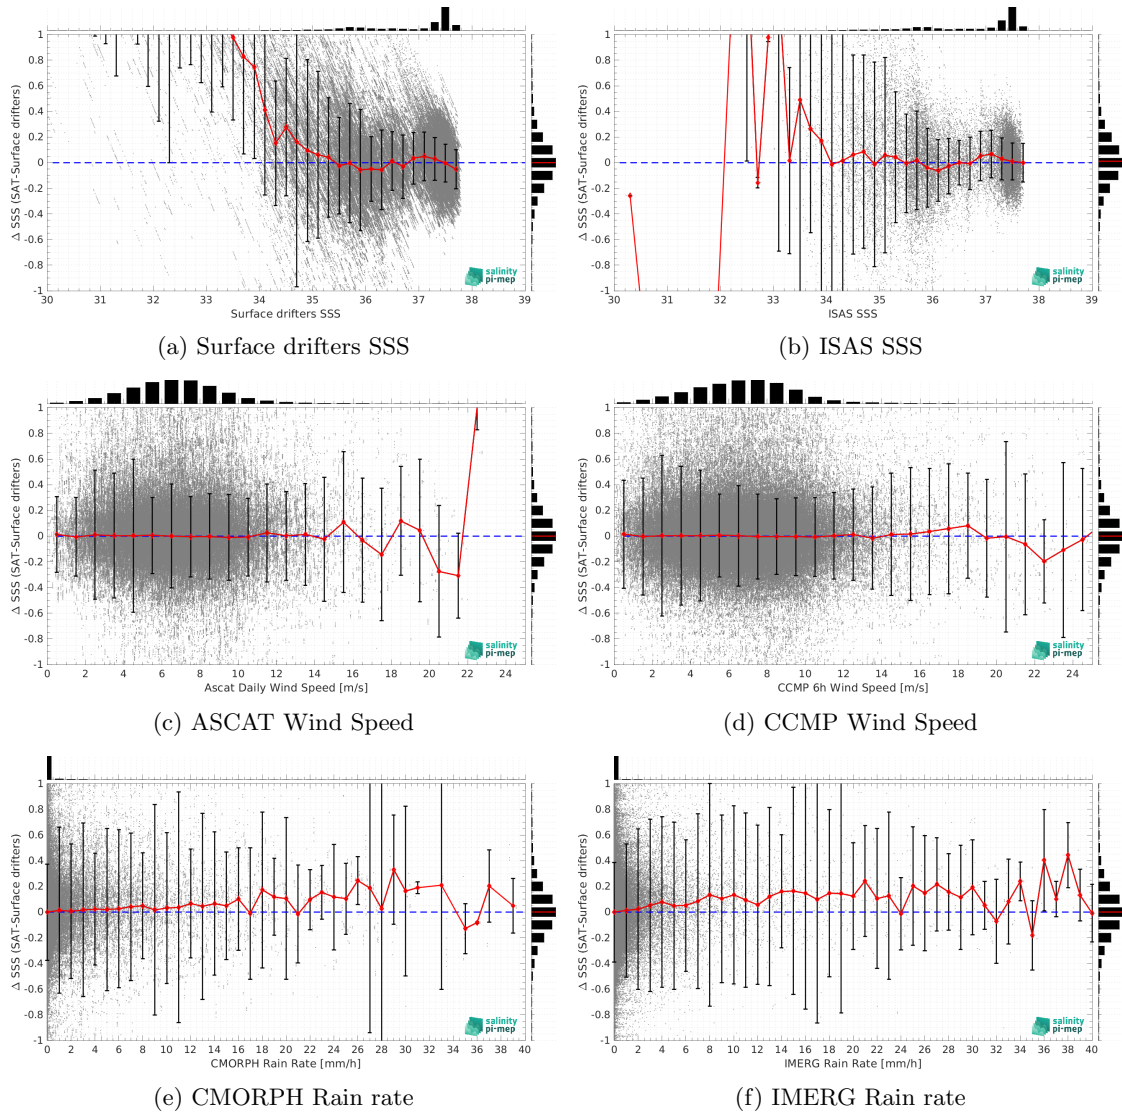 1
0.8
0.6
0.4
0.2
0
-0.2
-0.4
-0.6
-0.8
-1
Δ SSS (SAT-Surface drifters)
30 31 32 33 34 35 36 37 38 39
Surface drifters SSS
salinity
pi-mep
(a) Surface drifters SSS
1
0.8
0.6
0.4
0.2
0
-0.2
-0.4
-0.6
-0.8
-1
Δ SSS (SAT-Surface drifters)
30 31 32 33 34 35 36 37 38 39
ISAS SSS
salinity
pi-mep
(b) ISAS SSS
1
0.8
0.6
0.4
0.2
0
-0.2
-0.4
-0.6
-0.8
-1
Δ SSS (SAT-Surface drifters)
0 2 4 6 8 10 12 14 16 18 20 22 24
Ascat Daily Wind Speed [m/s]
salinity
pi-mep
(c) ASCAT Wind Speed
1
0.8
0.6
0.4
0.2
0
-0.2
-0.4
-0.6
-0.8
-1
Δ SSS (SAT-Surface drifters)
0 2 4 6 8 10 12 14 16 18 20 22 24
CCMP 6h Wind Speed [m/s]
salinity
pi-mep
(d) CCMP Wind Speed
1
0.8
0.6
0.4
0.2
0
-0.2
-0.4
-0.6
-0.8
-1
Δ SSS (SAT-Surface drifters)
0 2 4 6 8 10 12 14 16 18 20 22 24 26 28 30 32 34 36 38 40
CMORPH Rain Rate [mm/h]
salinity
pi-mep
(e) CMORPH Rain rate
1
0.8
0.6
0.4
0.2
0
-0.2
-0.4
-0.6
-0.8
-1
Δ SSS (SAT-Surface drifters)
0 2 4 6 8 10 12 14 16 18 20 22 24 26 28 30 32 34 36 38 40
IMERG Rain Rate [mm/h]
salinity
pi-mep
(f) IMERG Rain rate